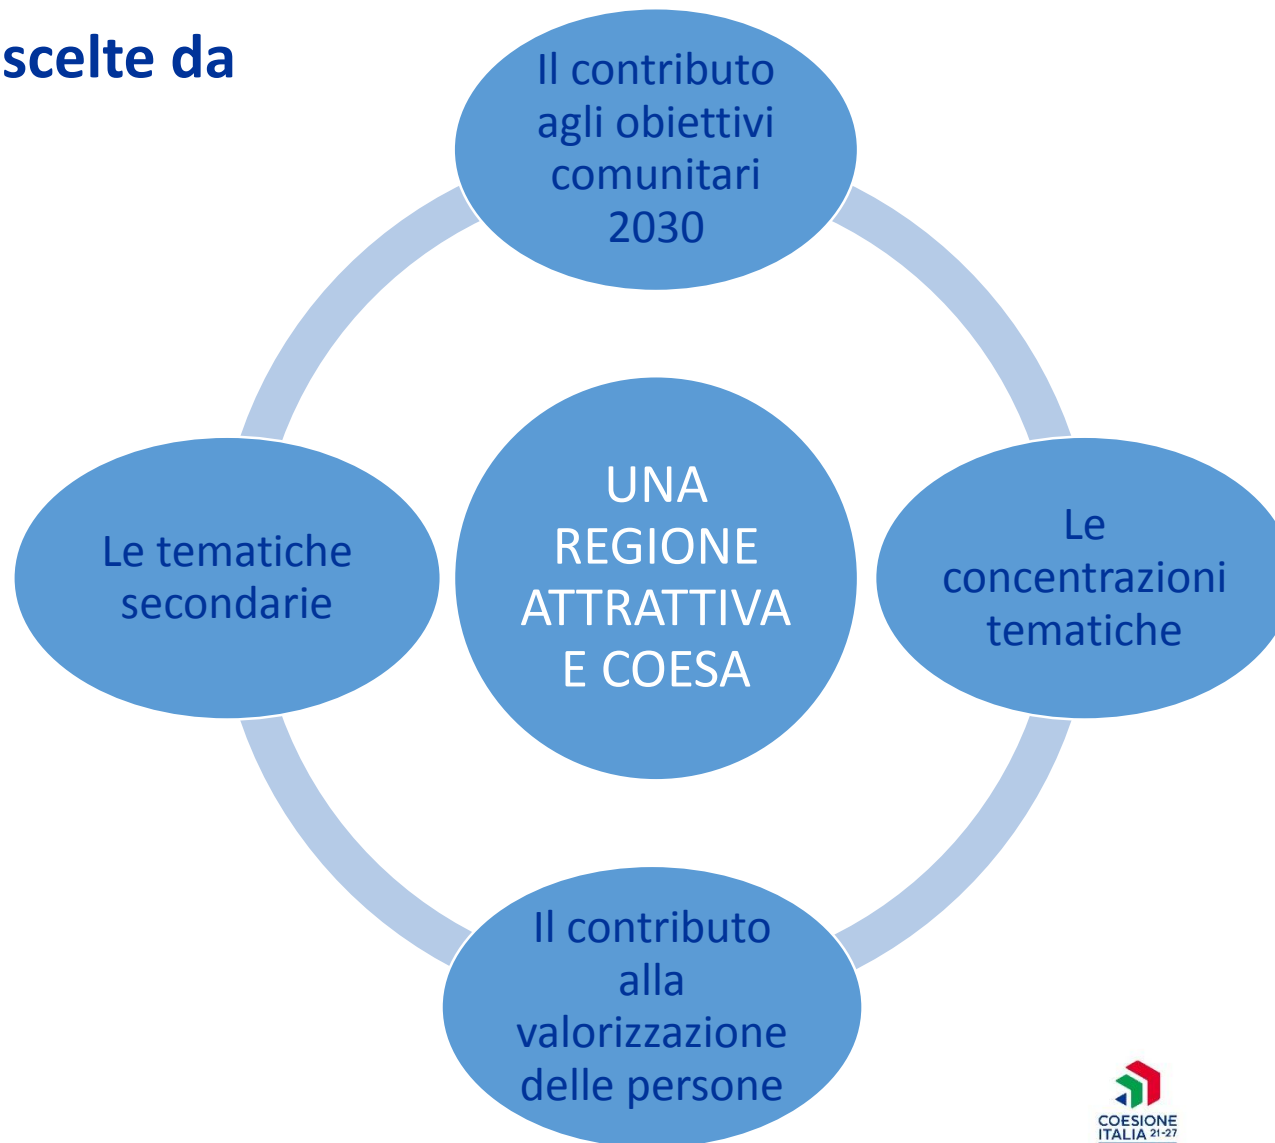 scelte da
Il contributo
agli obiettivi
comunitari
2030
Le tematiche
secondarie
UNA
REGIONE
ATTRATTIVA
E COESA
Le
concentrazioni
tematiche
Il contributo
alla
valorizzazione
delle persone
COESIONE
ITALIA 21-27